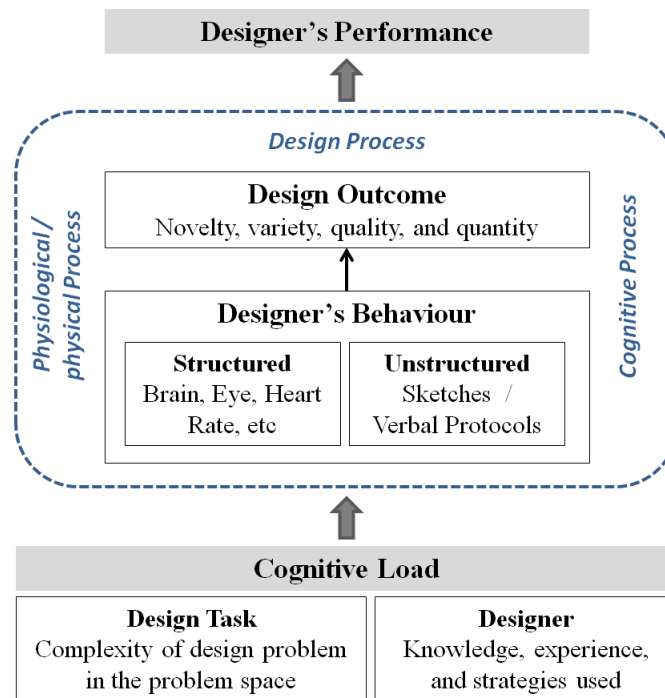 Designer's Performance
Design Process
Physiological /
physical Process
Cognitive Process
Design Outcome
Novelty, variety, quality, and quantity
Designer's Behaviour
Structured
Brain, Eye, Heart
Rate, etc
Unstructured
Sketches /
Verbal Protocols
Cognitive Load
Design Task
Complexity of design problem
in the problem space
Designer
Knowledge, experience,
and strategies used